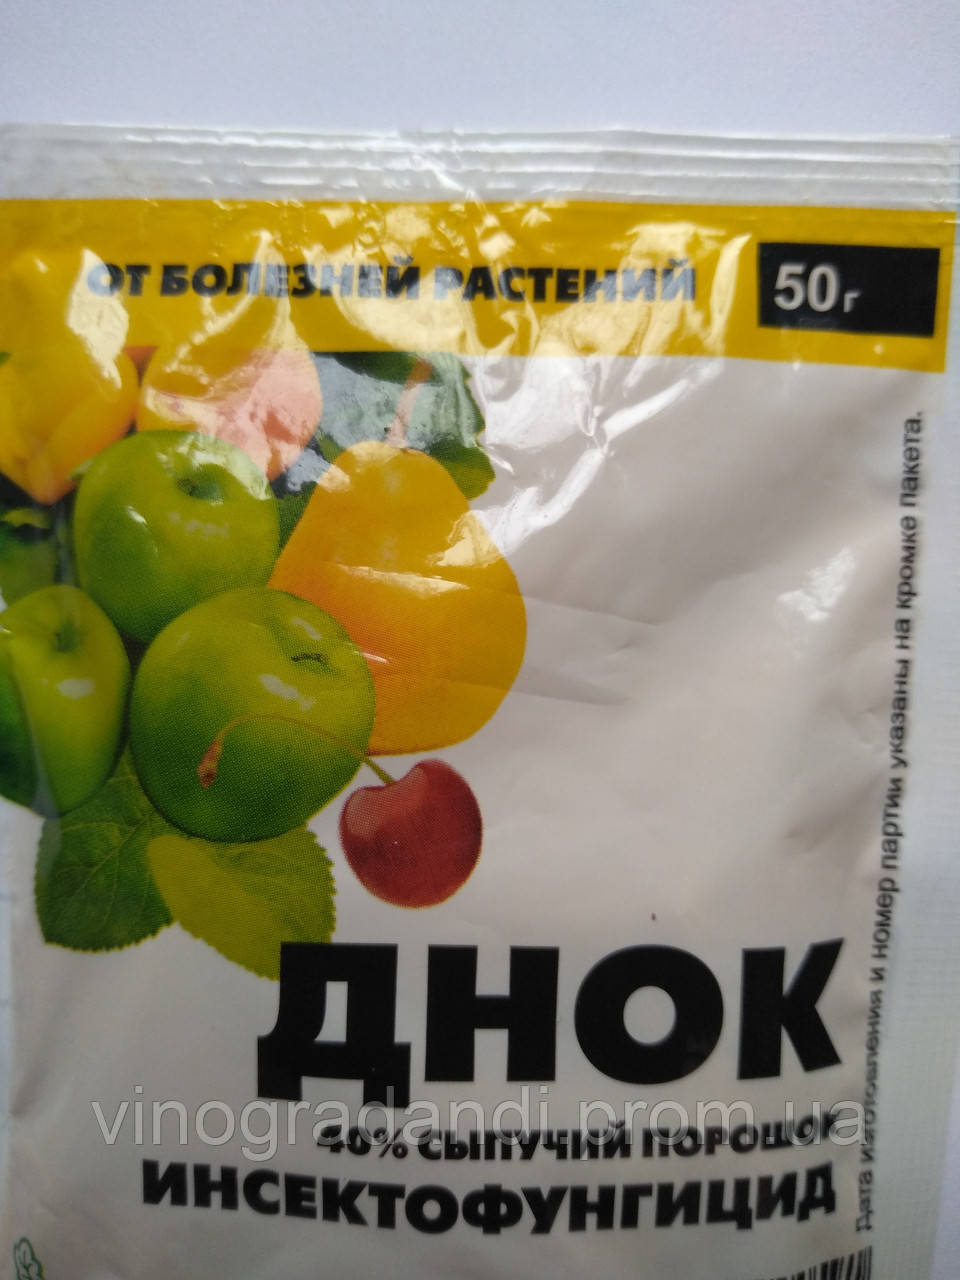 ОТ БОЛЕЗНЕЙ РАСТЕНИЙ
50 г
Дата изготовления и номер партии указаны на кромке пакета.
ДНОК
40% СЫПУЧИЙ ПОРОШОК
ИНСЕКТОФУНГИЦИД
vinogradandi.prom.ua